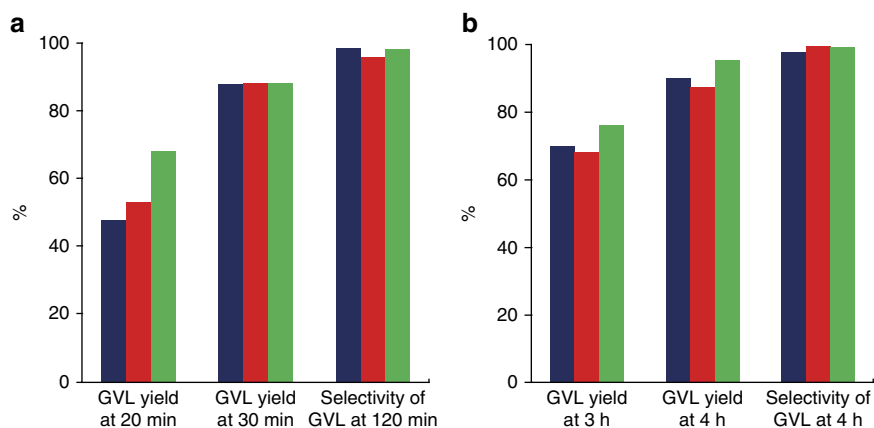 a
100
80
60
40
20
0
%
GVL yield
at 20 min
GVL yield
at 30 min
Selectivity of
GVL at 120 min
b
100
80
60
40
20
0
%
GVL yield
at 3 h
GVL yield
at 4 h
Selectivity of
GVL at 4 h